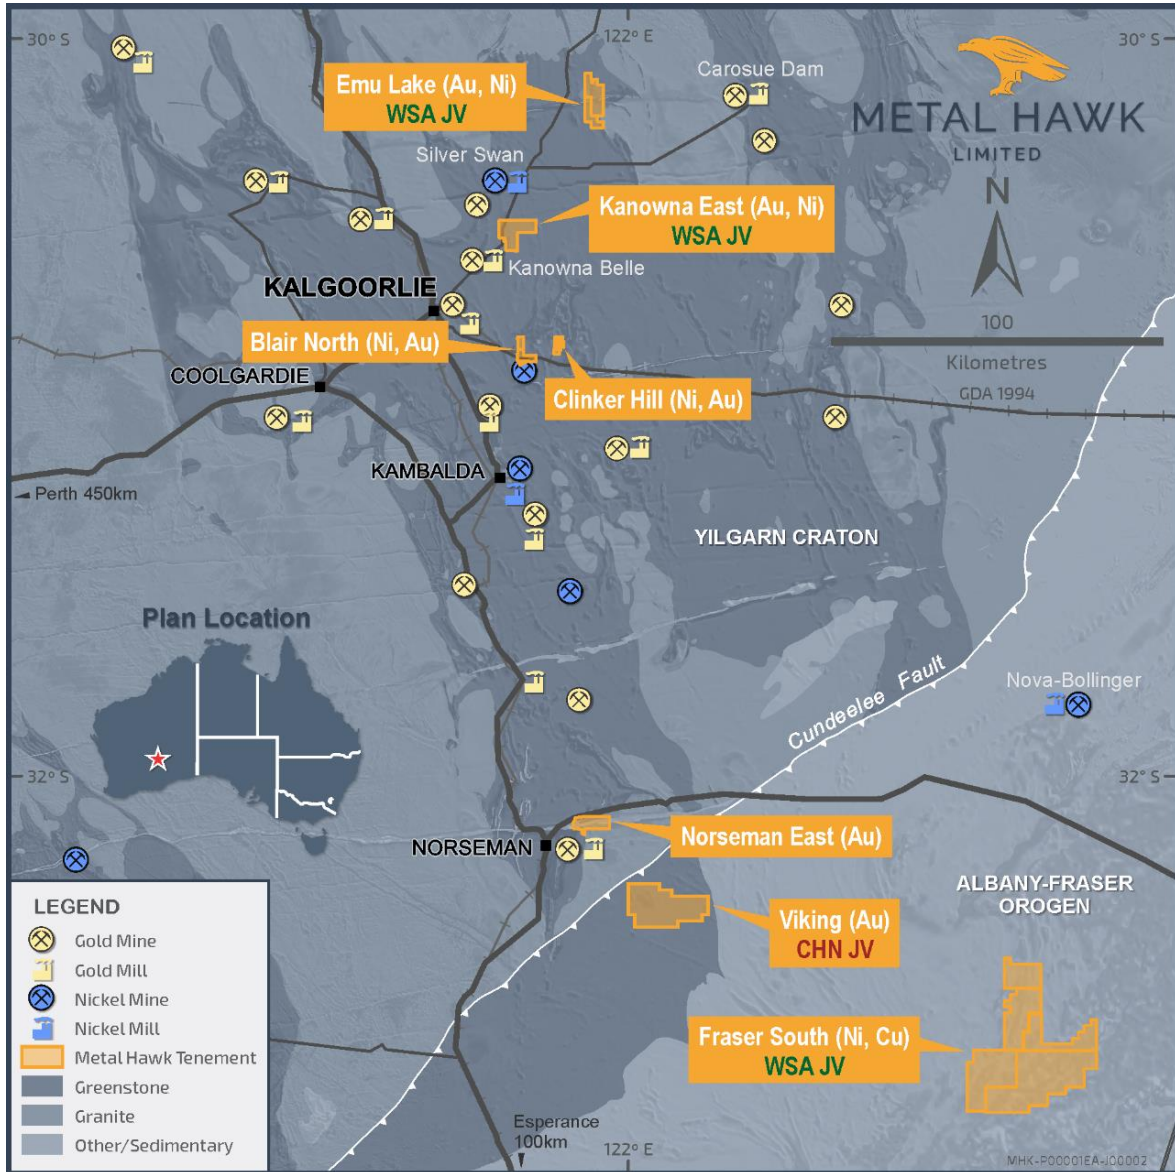 30° S
122° E
30° S
METAL HAWK
LIMITED
N
Emu Lake (Au, Ni)
WSA JV
Carosue Dam
Silver Swan
Kanowna East (Au, Ni)
WSA JV
Kanowna Belle
KALGOORLIE
100
Kilometres
GDA 1994
Blair North (Ni, Au)
COOLGARDIE
Clinker Hill (Ni, Au)
KAMBALDA
Perth 450km
YILGARN CRATON
Plan Location
Cundeelee Fault
Nova-Bollinger
32° S
32° S
NORSEMAN
Norseman East (Au)
ALBANY-FRASER
OROGEN
Viking (Au)
CHN JV
Fraser South (Ni, Cu)
WSA JV
LEGEND
Gold Mine
Gold Mill
Nickel Mine
Nickel Mill
Metal Hawk Tenement
Greenstone
Granite
Other/Sedimentary
Esperance
100km
122° E
MHK-P00001EA-J00002